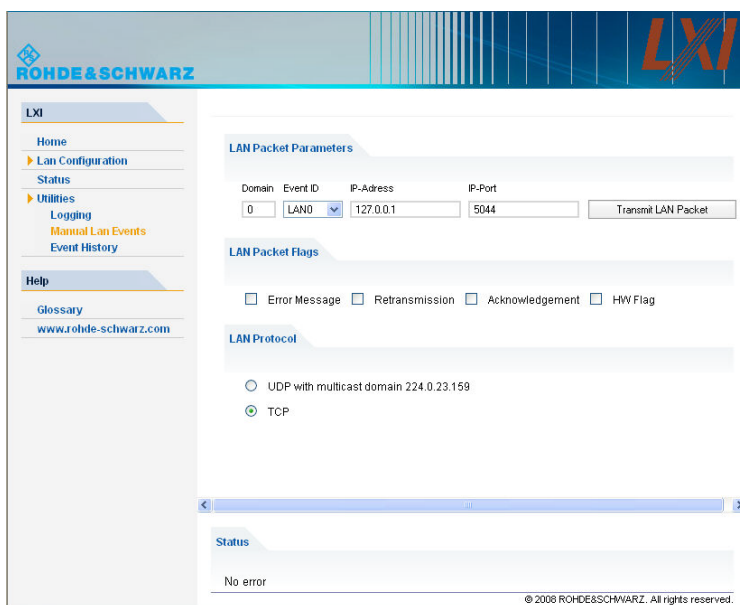 ROHDE&SCHWARZ
LXI
LXI
Home
Lan Configuration
Status
Utilities
Logging
Manual Lan Events
Event History
Help
Glossary
www.rohde-schwarz.com
LAN Packet Parameters
Domain Event ID IP-Adress IP-Port
0 LAN0 127.0.0.1 5044 Transmit LAN Packet
LAN Packet Flags
Error Message Retransmission Acknowledgement HW Flag
LAN Protocol
UDP with multicast domain 224.0.23.159
TCP
Status
No error
© 2008 ROHDE&SCHWARZ. All rights reserved.